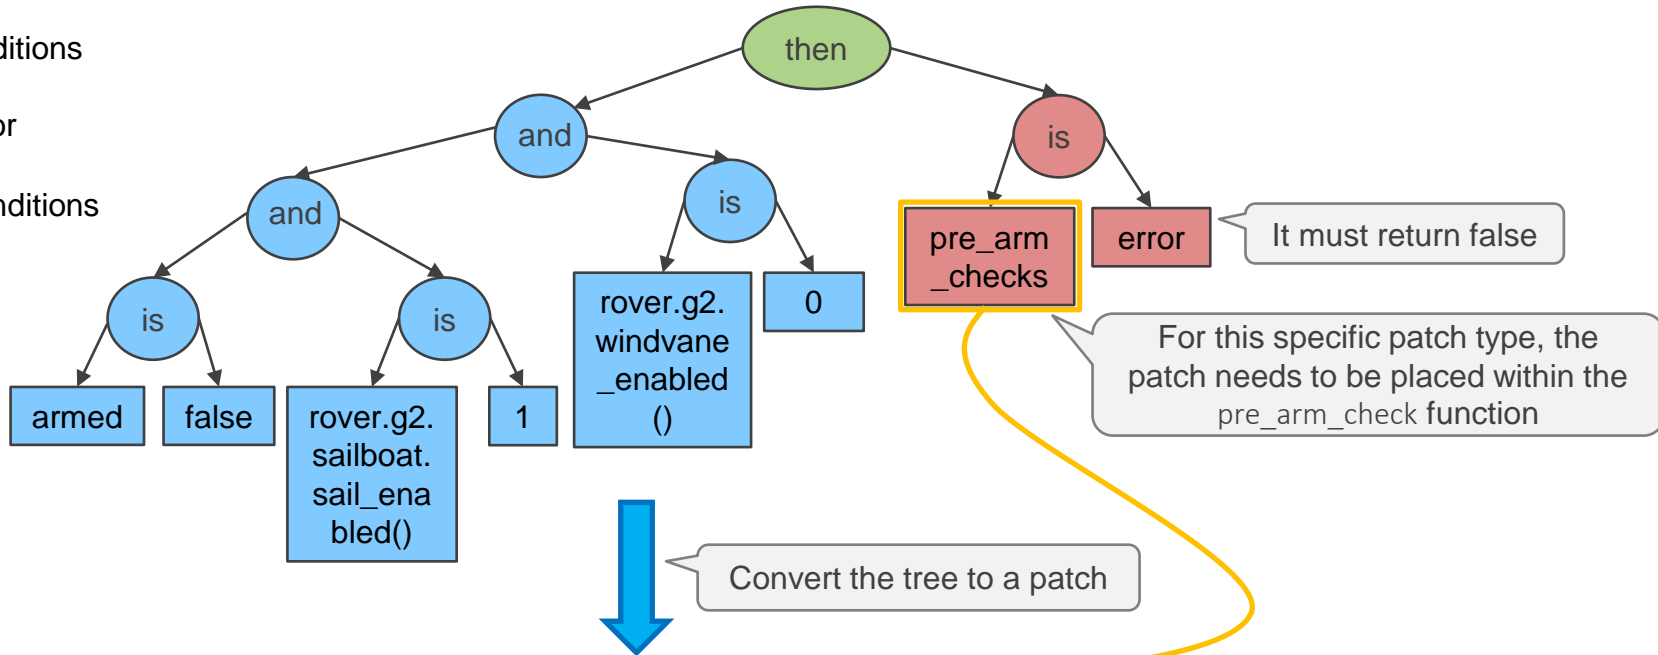 ditions
or
nditions
then
and
is
and
is
pre_arm
_checks
error
It must return false
is
is
rover.g2.
windvane
_enabled
()
0
For this specific patch type, the
patch needs to be placed within the
pre_arm_check function
armed
false
rover.g2.
sailboat.
sail_ena
bled()
1
Convert the tree to a patch